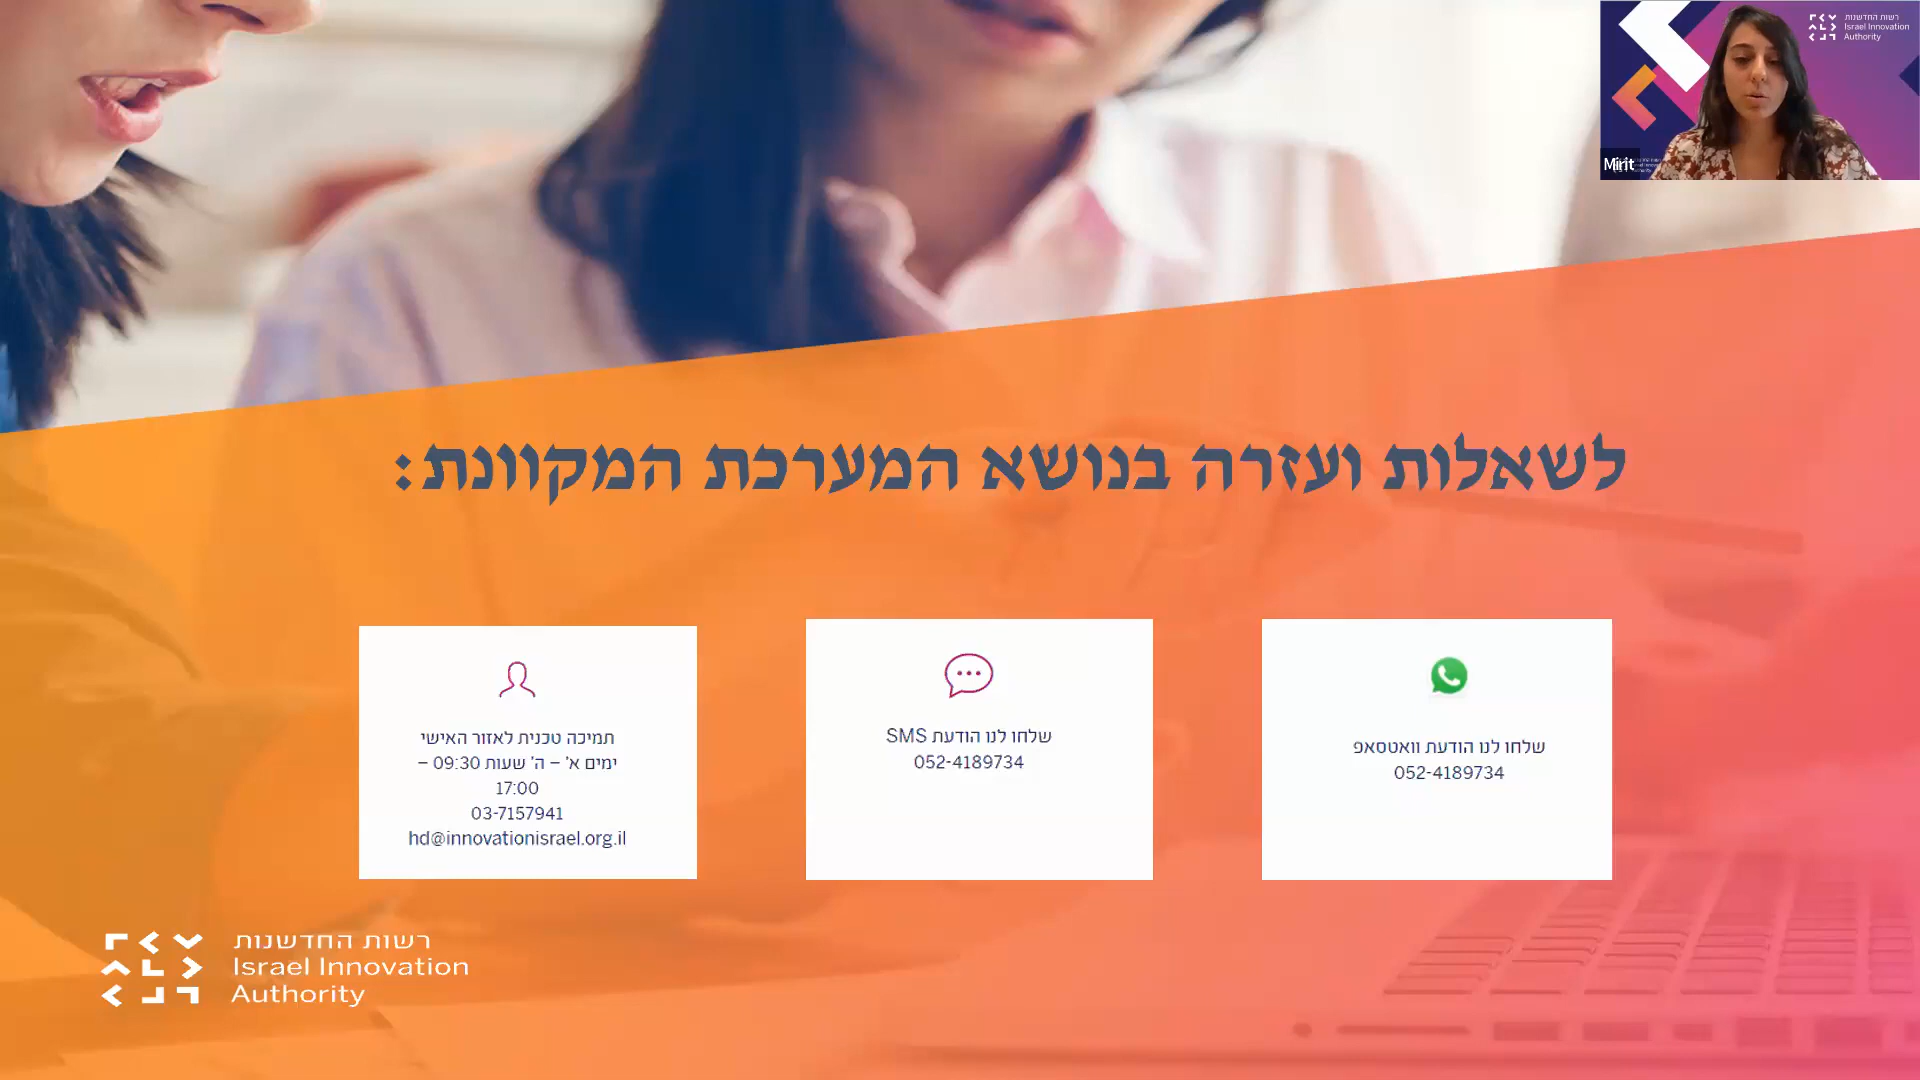 רשות החדשנות
Israel Innovation
Authority
Mirit
לשאלות ועזרה בנושא המערכת המקוונת:
שלחו לנו הודעת וואטסאפ
052-4189734
שלחו לנו הודעת SMS
052-4189734
תמיכה טכנית לאזור האישי
ימים א' – ה' שעות 09:30 –
17:00
03-7157941
hd@innovationisrael.org.il
רשות החדשנות
Israel Innovation
Authority